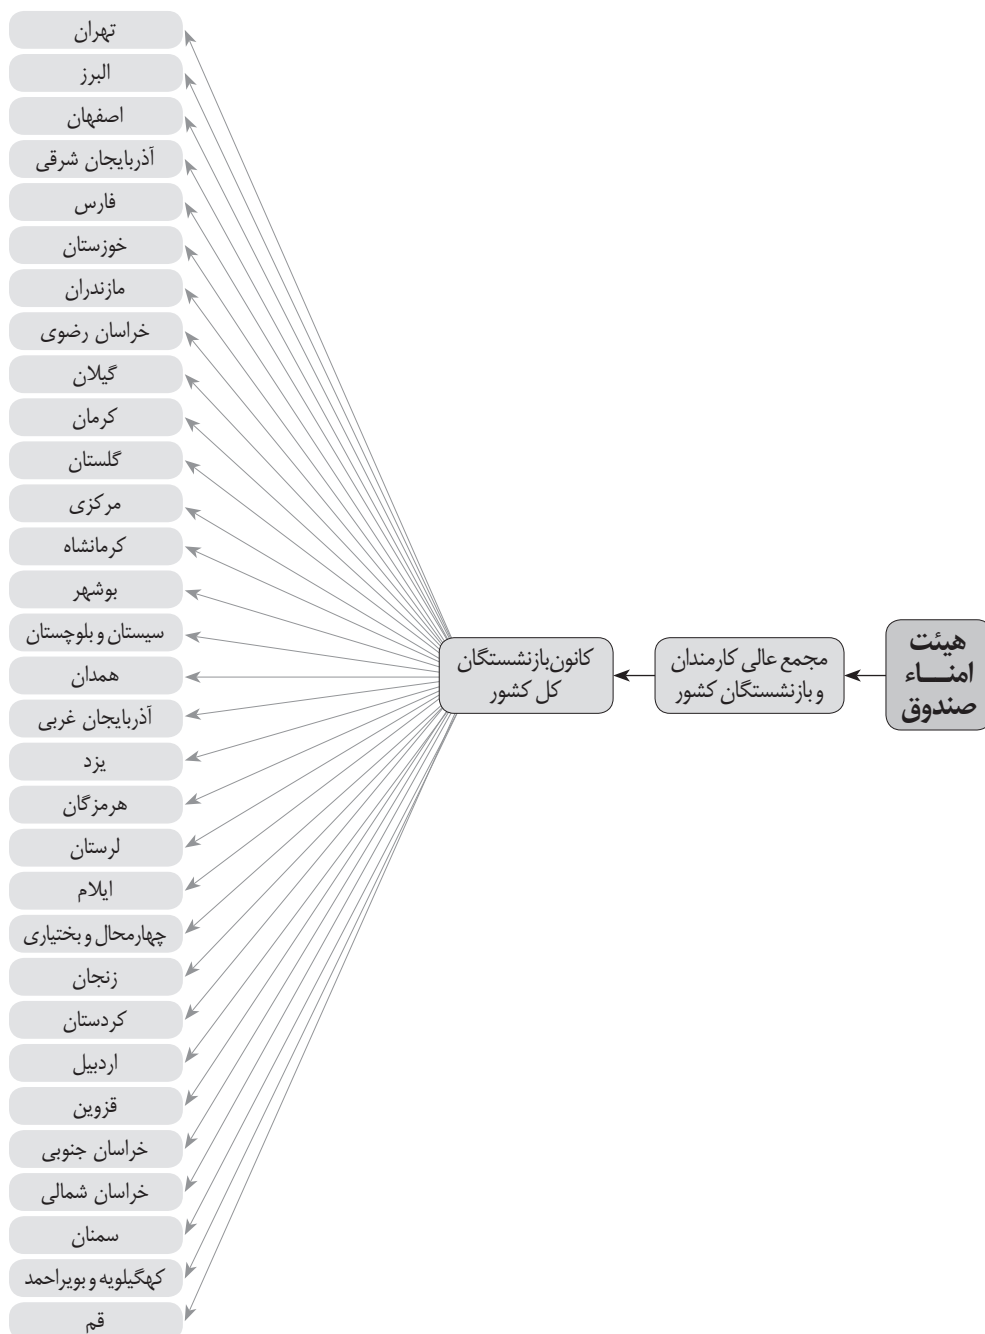 هیئت
امنـــاء
صندوق
مجمع عالی کارمندان
و بازنشستگان کشور
کانون بازنشستگان
کل کشور
تهران
البرز
اصفهان
آذربایجان شرقی
فارس
خوزستان
مازندران
خراسان رضوی
گیلان
کرمان
گلستان
مرکزی
کرمانشاه
بوشهر
سیستان و بلوچستان
همدان
آذربایجان غربی
یزد
هرمزگان
لرستان
ایلام
چهارمحال و بختیاری
زنجان
کردستان
اردبیل
قزوین
خراسان جنوبی
خراسان شمالی
سمنان
کهگیلویه و بویراحمد
قم